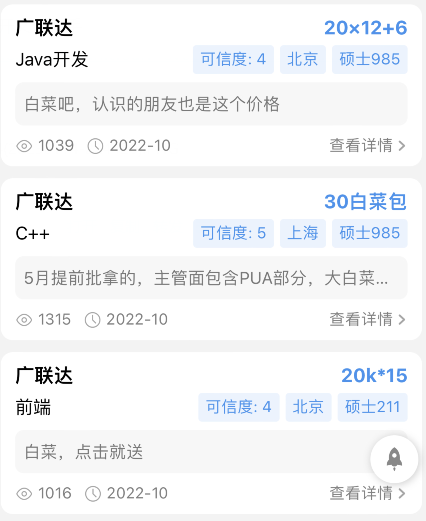 广联达 20×12+6
Java开发 可信度: 4 北京 硕士985
白菜吧，认识的朋友也是这个价格
1039 2022-10 查看详情
广联达 30白菜包
C++ 可信度: 5 上海 硕士985
5月提前批拿的，主管面包含PUA部分，大白菜...
1315 2022-10 查看详情
广联达 20k*15
前端 可信度: 4 北京 硕士211
白菜，点击就送
1016 2022-10 查看详情